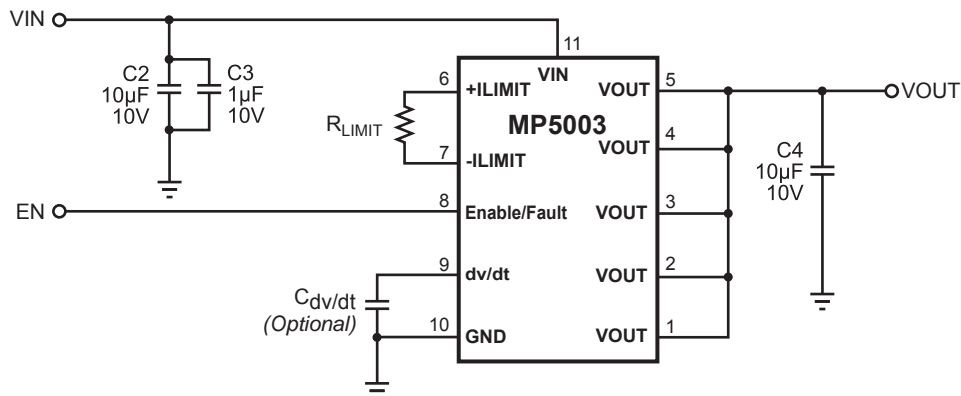 VIN
11
C2
10µF
10V
C3
1µF
10V
VIN
6
+ILIMIT
VOUT
5
VOUT
RLIMIT
MP5003
7
-ILIMIT
VOUT
4
C4
10µF
10V
EN
8
Enable/Fault
VOUT
3
9
dv/dt
VOUT
2
Cdv/dt
(Optional)
10
GND
VOUT
1